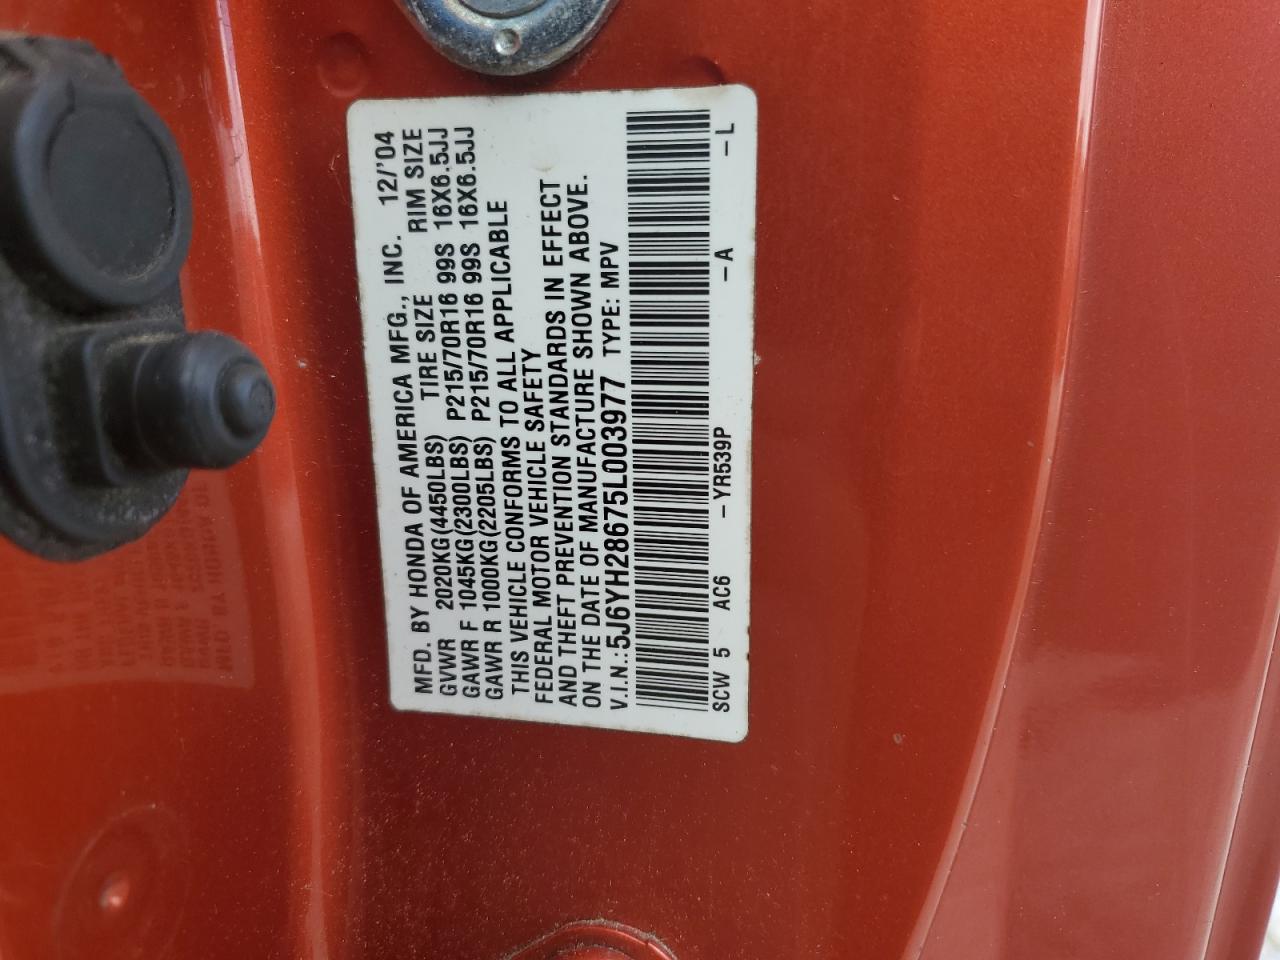 MFD. BY HONDA OF AMERICA MFG., INC. 12/'04
GVWR 2020KG(4450LBS) TIRE SIZE RIM SIZE
GAWR F 1045KG(2300LBS) P215/70R16 99S 16X6.5JJ
GAWR R 1000KG(2205LBS) P215/70R16 99S 16X6.5JJ
THIS VEHICLE CONFORMS TO ALL APPLICABLE
FEDERAL MOTOR VEHICLE SAFETY
AND THEFT PREVENTION STANDARDS IN EFFECT
ON THE DATE OF MANUFACTURE SHOWN ABOVE.
V.I.N.:5J6YH28675L003977 TYPE: MPV
SCW 5 AC6 -YR539P -A -L